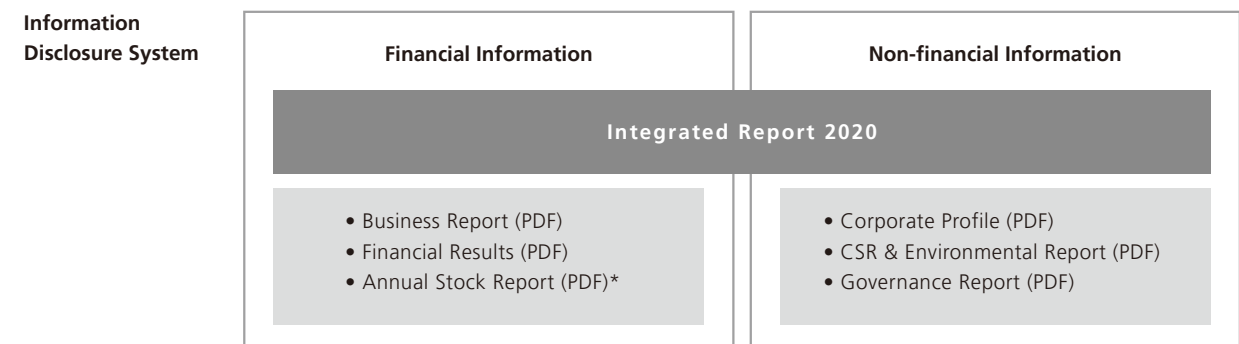 Information
Disclosure System
Financial Information
Non-financial Information
Integrated Report 2020
• Business Report (PDF)
• Financial Results (PDF)
• Annual Stock Report (PDF)*
• Corporate Profile (PDF)
• CSR & Environmental Report (PDF)
• Governance Report (PDF)